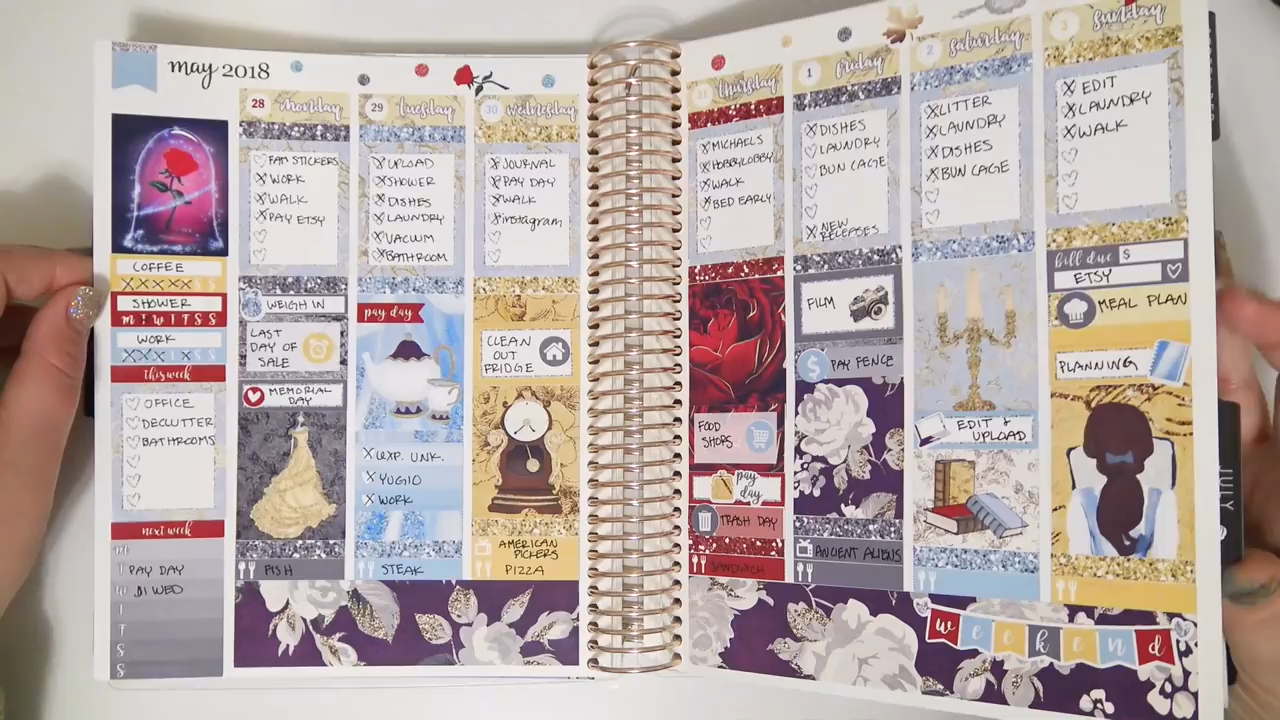 may 2018
COFFEE
XXXXX S S
SHOWER
M T W T F S S
WORK
this week
OFFICE
DECLUTTER
BATHROOMS
next week
PAY DAY
DI WED
T
F
S
S
28 monday
FAM STICKERS
X WORK
X WALK
X PAY ETSY
WEIGH IN
LAST
DAY OF
SALE
MEMORIAL
DAY
FISH
29 tuesday
X UPLOAD
X SHOWER
X DISHES
X LAUNDRY
X VACUUM
X BATHROOM
pay day
X EXP. UNK.
X YUGIO
X WORK
STEAK
30 wednesday
X JOURNAL
X PAY DAY
X WALK
X instagram
CLEAN
OUT
FRIDGE
AMERICAN
PICKERS
PIZZA
thursday
X MICHAELS
X HOBBYLOBBY
X WALK
X BED EARLY
FOOD
SHOPS
pay
day
TRASH DAY
SANDWICH
1 friday
X DISHES
LAUNDRY
BUN CAGE
X NEW
RELEASES
FILM
PAY FENCE
ANCIENT ALIENS
2 saturday
X LITTER
X LAUNDRY
X DISHES
X BUN CAGE
EDIT &
UPLOAD
3 sunday
X EDIT
X LAUNDRY
X WALK
bill due $
ETSY
MEAL PLAN
PLANNING
weekend
JULY